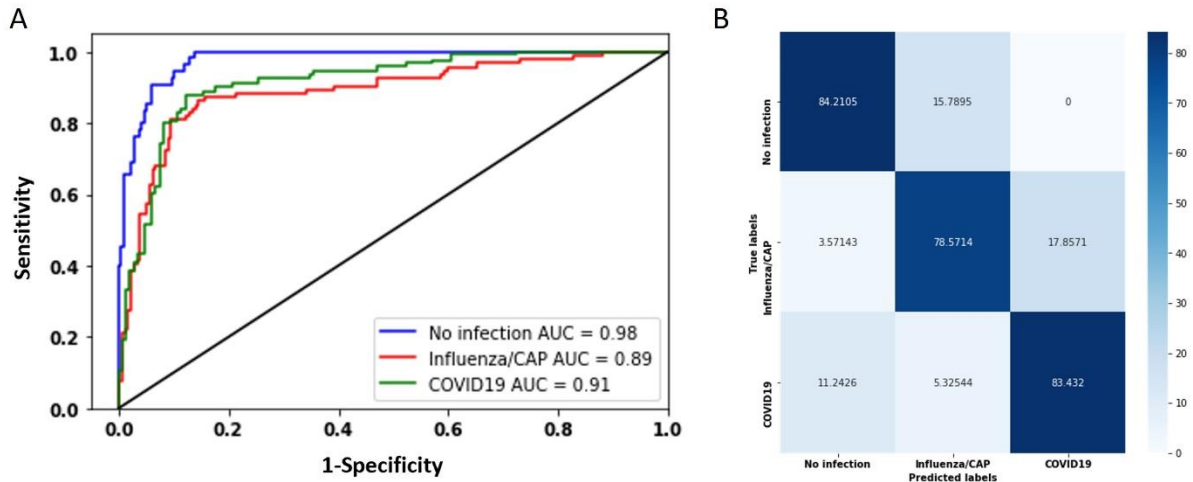 A
1.0
0.8
0.6
0.4
0.2
0.0
Sensitivity
0.0 0.2 0.4 0.6 0.8 1.0
1-Specificity
No infection AUC = 0.98
Influenza/CAP AUC = 0.89
COVID19 AUC = 0.91
B
True labels
No infection
Influenza/CAP
COVID19
84.2105 15.7895 0
3.57143 78.5714 17.8571
11.2426 5.32544 83.432
No infection Influenza/CAP COVID19
Predicted labels
80
70
60
50
40
30
20
10
0